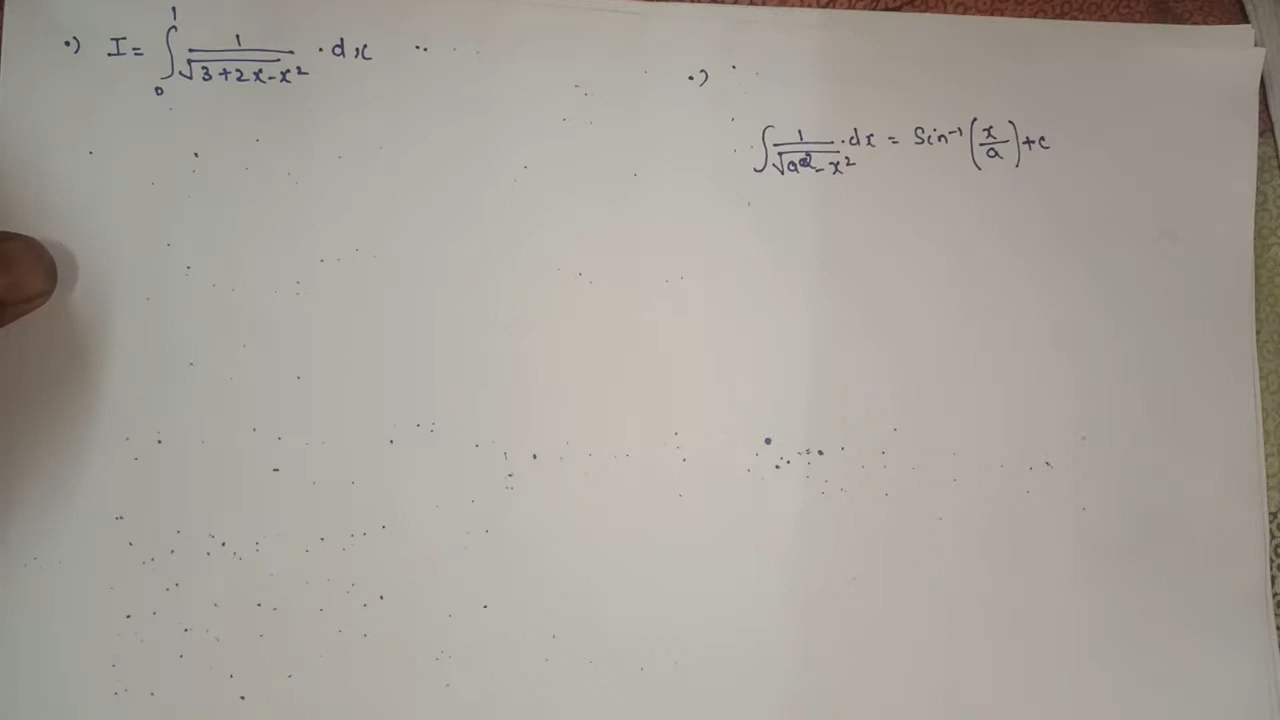 •) I = ∫₀¹ 1/√(3+2x-x²) · dx
•)
∫ 1/√(a²-x²) · dx = Sin⁻¹(x/a) + c